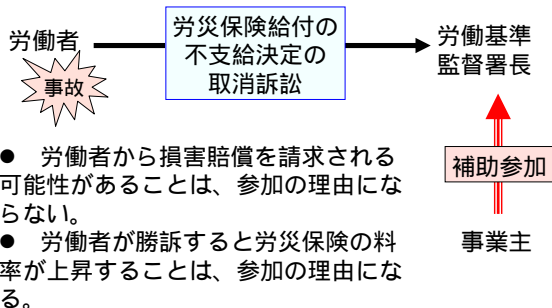 労働者
事故
労災保険給付の
不支給決定の
取消訴訟
労働基準
監督署長
補助参加
事業主
● 労働者から損害賠償を請求される
可能性があることは、参加の理由にな
らない。
● 労働者が勝訴すると労災保険の料
率が上昇することは、参加の理由にな
る。